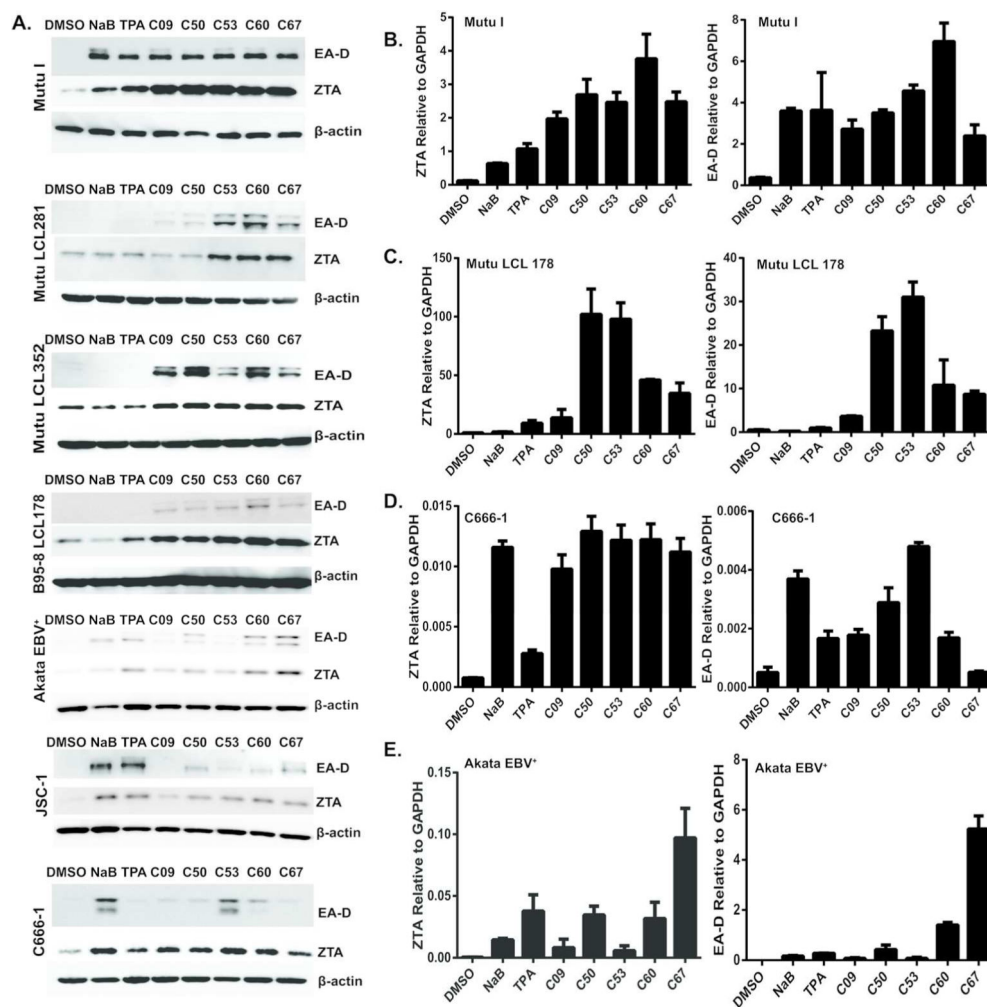 A.
DMSO NaB TPA C09 C50 C53 C60 C67
Mutu I
EA-D
ZTA
β-actin
DMSO NaB TPA C09 C50 C53 C60 C67
Mutu LCL281
EA-D
ZTA
β-actin
DMSO NaB TPA C09 C50 C53 C60 C67
Mutu LCL352
EA-D
ZTA
β-actin
DMSO NaB TPA C09 C50 C53 C60 C67
B95-8 LCL178
EA-D
ZTA
β-actin
DMSO NaB TPA C09 C50 C53 C60 C67
Akata EBV⁺
EA-D
ZTA
β-actin
DMSO NaB TPA C09 C50 C53 C60 C67
JSC-1
EA-D
ZTA
β-actin
DMSO NaB TPA C09 C50 C53 C60 C67
C666-1
EA-D
ZTA
β-actin
B.
Mutu I
ZTA Relative to GAPDH
5
4
3
2
1
0
DMSO NaB TPA C09 C50 C53 C60 C67
Mutu I
EA-D Relative to GAPDH
8
6
4
2
0
DMSO NaB TPA C09 C50 C53 C60 C67
C.
Mutu LCL 178
ZTA Relative to GAPDH
100
50
0
DMSO NaB TPA C09 C50 C53 C60 C67
Mutu LCL 178
EA-D Relative to GAPDH
40
30
20
10
0
DMSO NaB TPA C09 C50 C53 C60 C67
D.
C666-1
ZTA Relative to GAPDH
0.015
0.010
0.005
0.000
DMSO NaB TPA C09 C50 C53 C60 C67
C666-1
EA-D Relative to GAPDH
0.006
0.004
0.002
0.000
DMSO NaB TPA C09 C50 C53 C60 C67
E.
Akata EBV⁺
ZTA Relative to GAPDH
0.15
0.10
0.05
0.00
DMSO NaB TPA C09 C50 C53 C60 C67
Akata EBV⁺
EA-D Relative to GAPDH
8
6
4
2
0
DMSO NaB TPA C09 C50 C53 C60 C67